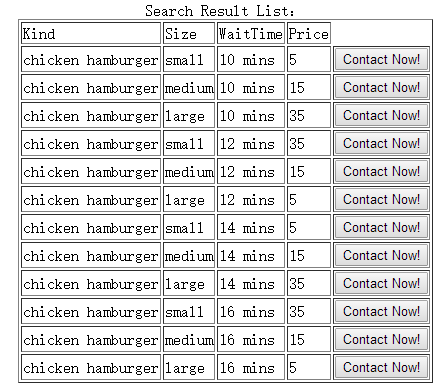 Search Result List:
Kind Size WaitTime Price
chicken hamburger small 10 mins 5 Contact Now!
chicken hamburger medium 10 mins 15 Contact Now!
chicken hamburger large 10 mins 35 Contact Now!
chicken hamburger small 12 mins 35 Contact Now!
chicken hamburger medium 12 mins 15 Contact Now!
chicken hamburger large 12 mins 5 Contact Now!
chicken hamburger small 14 mins 5 Contact Now!
chicken hamburger medium 14 mins 15 Contact Now!
chicken hamburger large 14 mins 35 Contact Now!
chicken hamburger small 16 mins 35 Contact Now!
chicken hamburger medium 16 mins 15 Contact Now!
chicken hamburger large 16 mins 5 Contact Now!